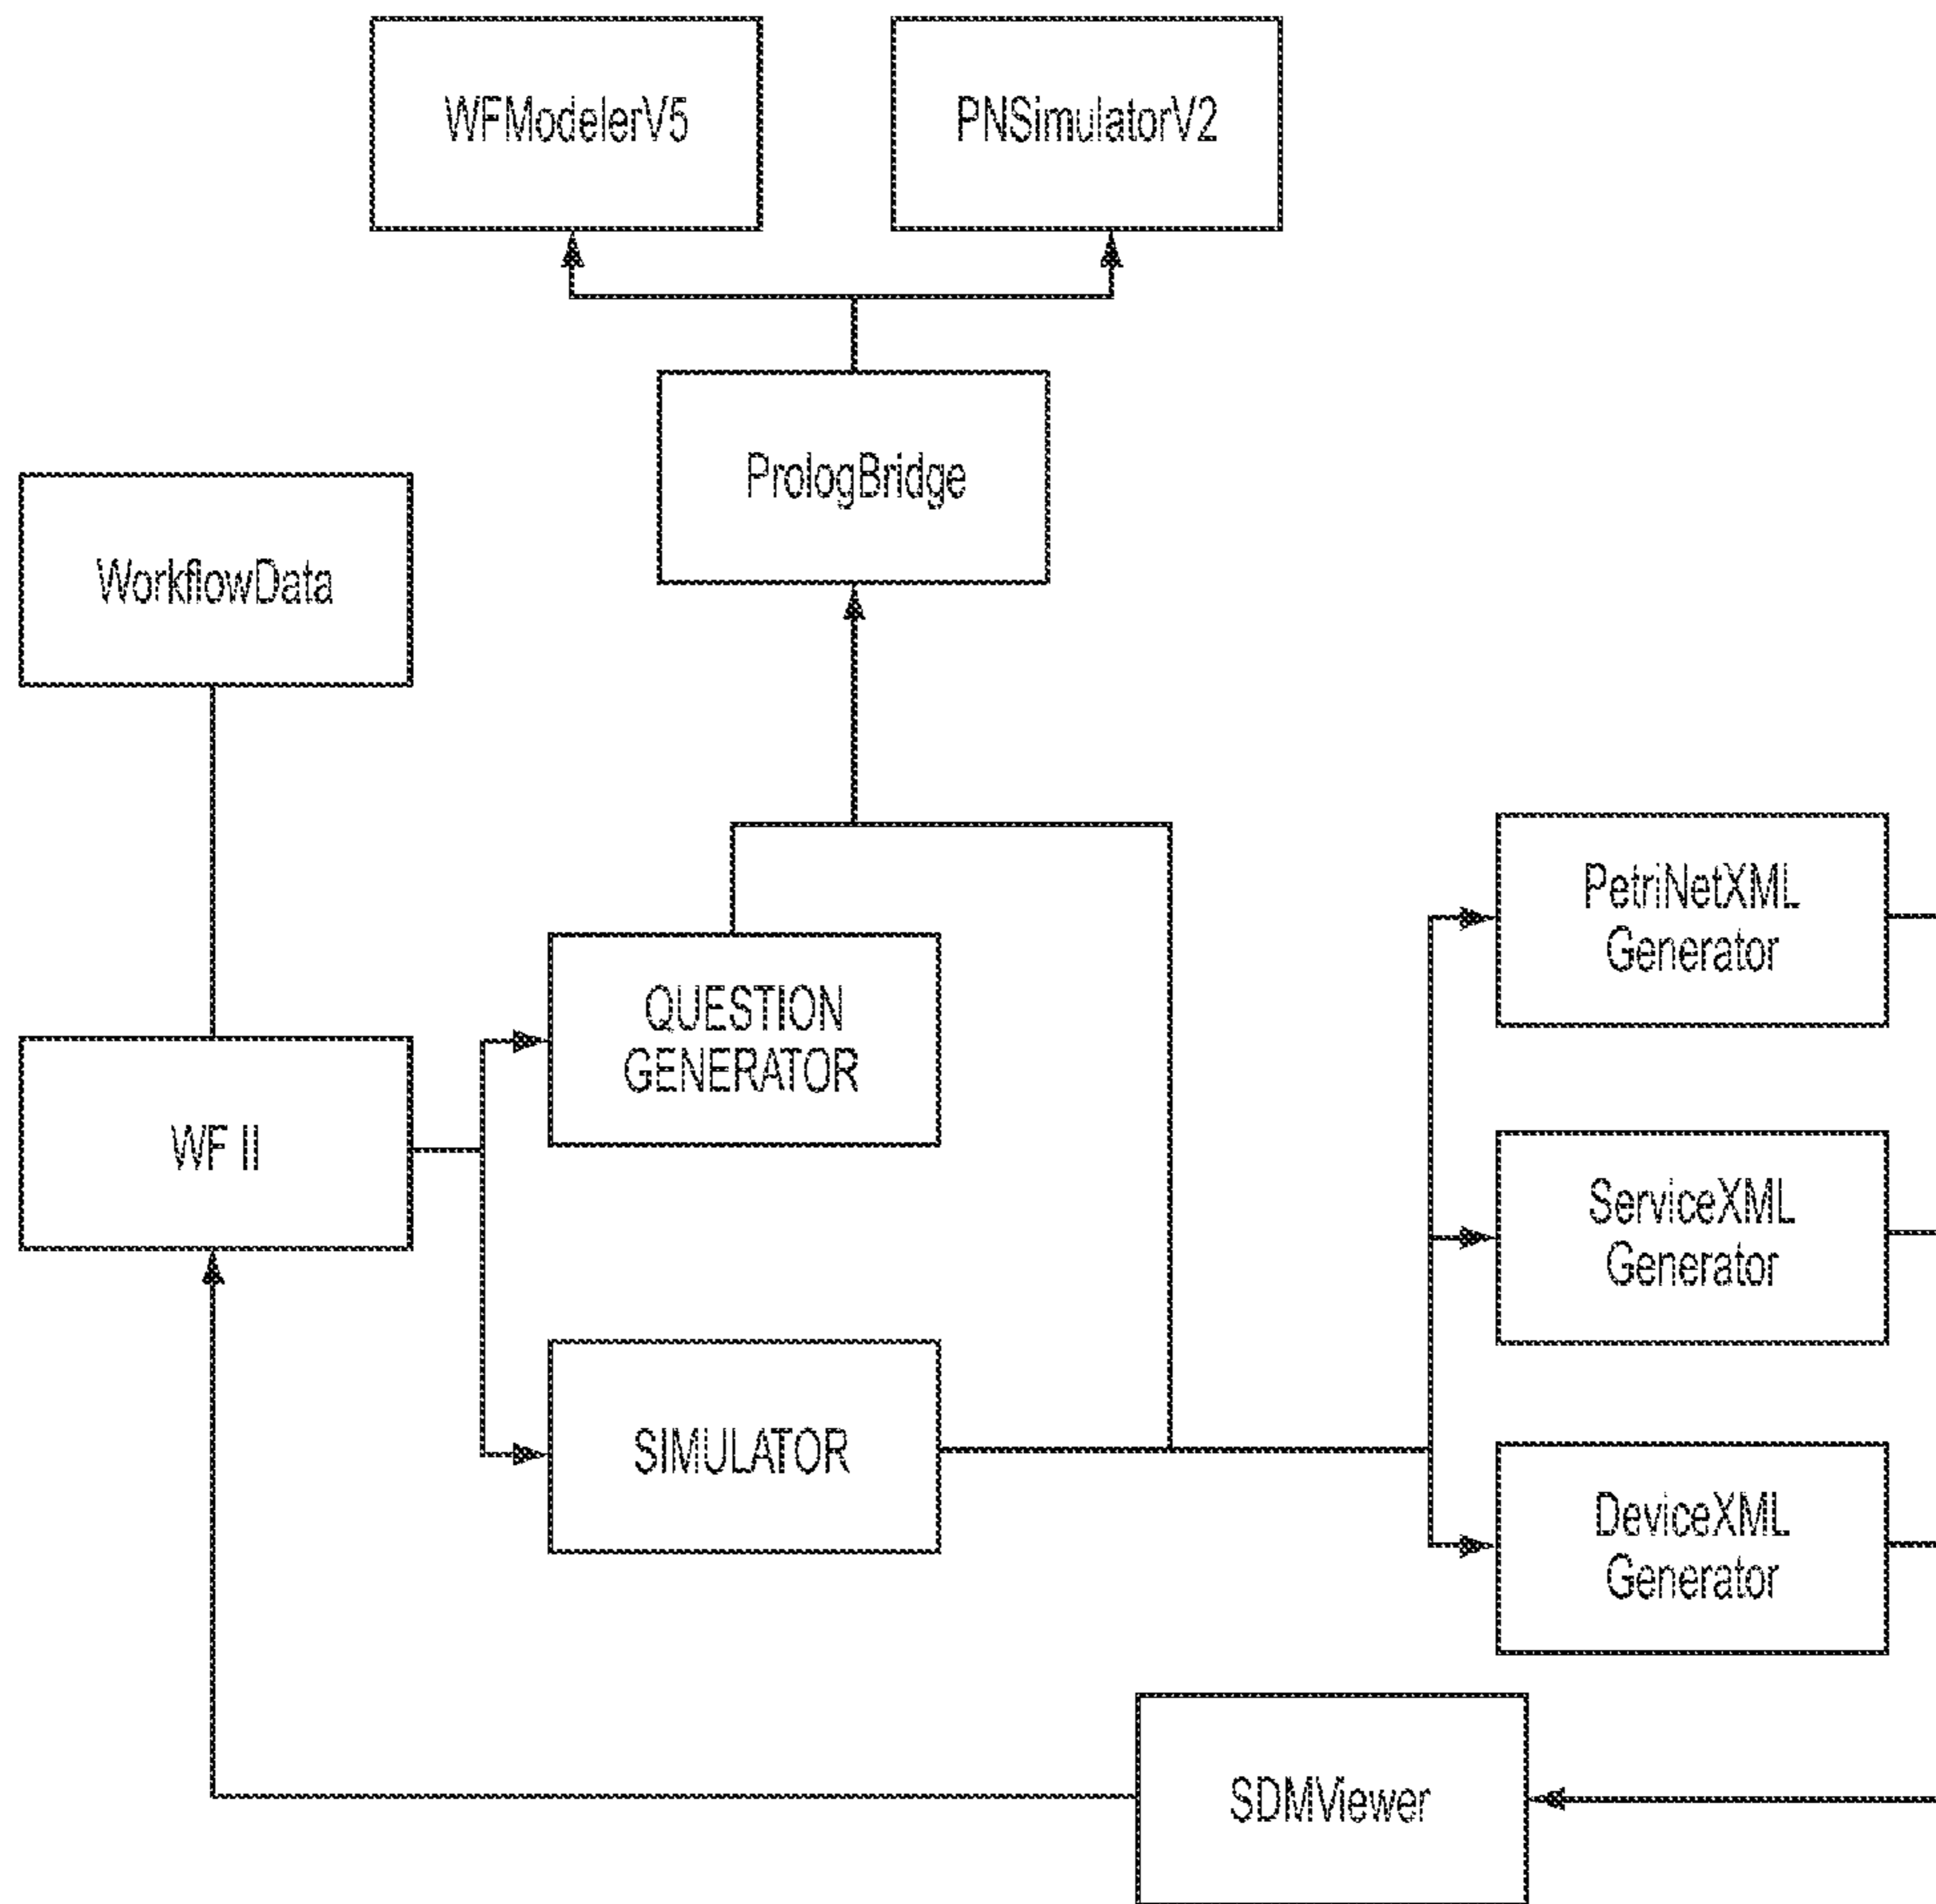 WFModelerV5
PNSimulatorV2
PrologBridge
WorkflowData
PetriNetXML
Generator
QUESTION
GENERATOR
WF II
ServiceXML
Generator
SIMULATOR
DeviceXML
Generator
SDMViewer